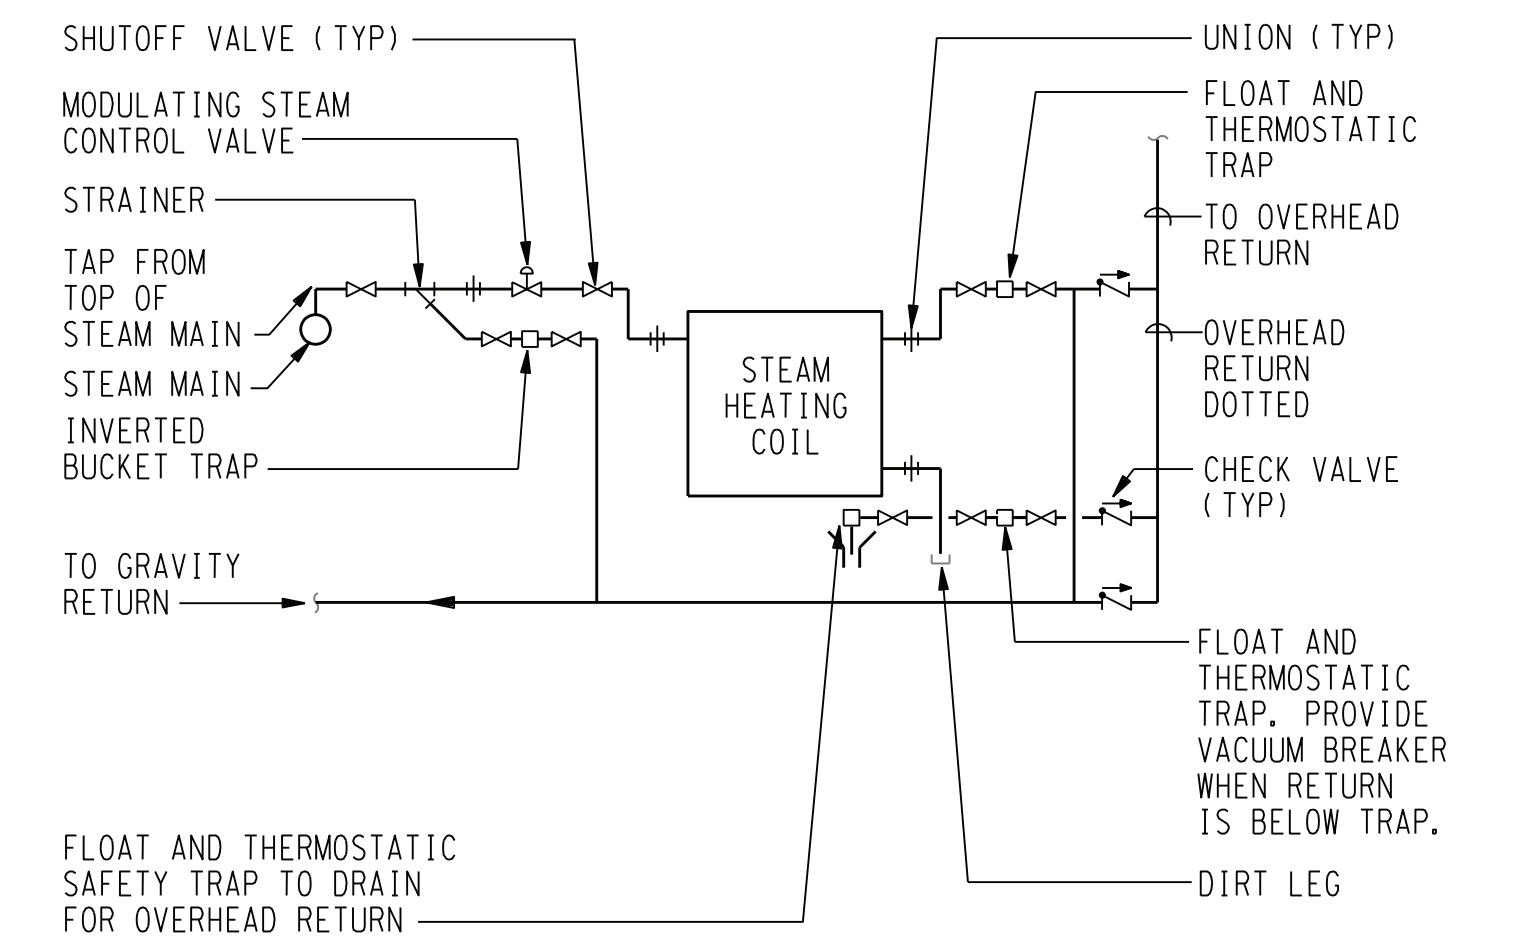 SHUTOFF VALVE (TYP)
MODULATING STEAM
CONTROL VALVE
STRAINER
TAP FROM
TOP OF
STEAM MAIN
STEAM MAIN
INVERTED
BUCKET TRAP
TO GRAVITY
RETURN
FLOAT AND THERMOSTATIC
SAFETY TRAP TO DRAIN
FOR OVERHEAD RETURN
STEAM
HEATING
COIL
UNION (TYP)
FLOAT AND
THERMOSTATIC
TRAP
TO OVERHEAD
RETURN
OVERHEAD
RETURN
DOTTED
CHECK VALVE
(TYP)
FLOAT AND
THERMOSTATIC
TRAP. PROVIDE
VACUUM BREAKER
WHEN RETURN
IS BELOW TRAP.
DIRT LEG